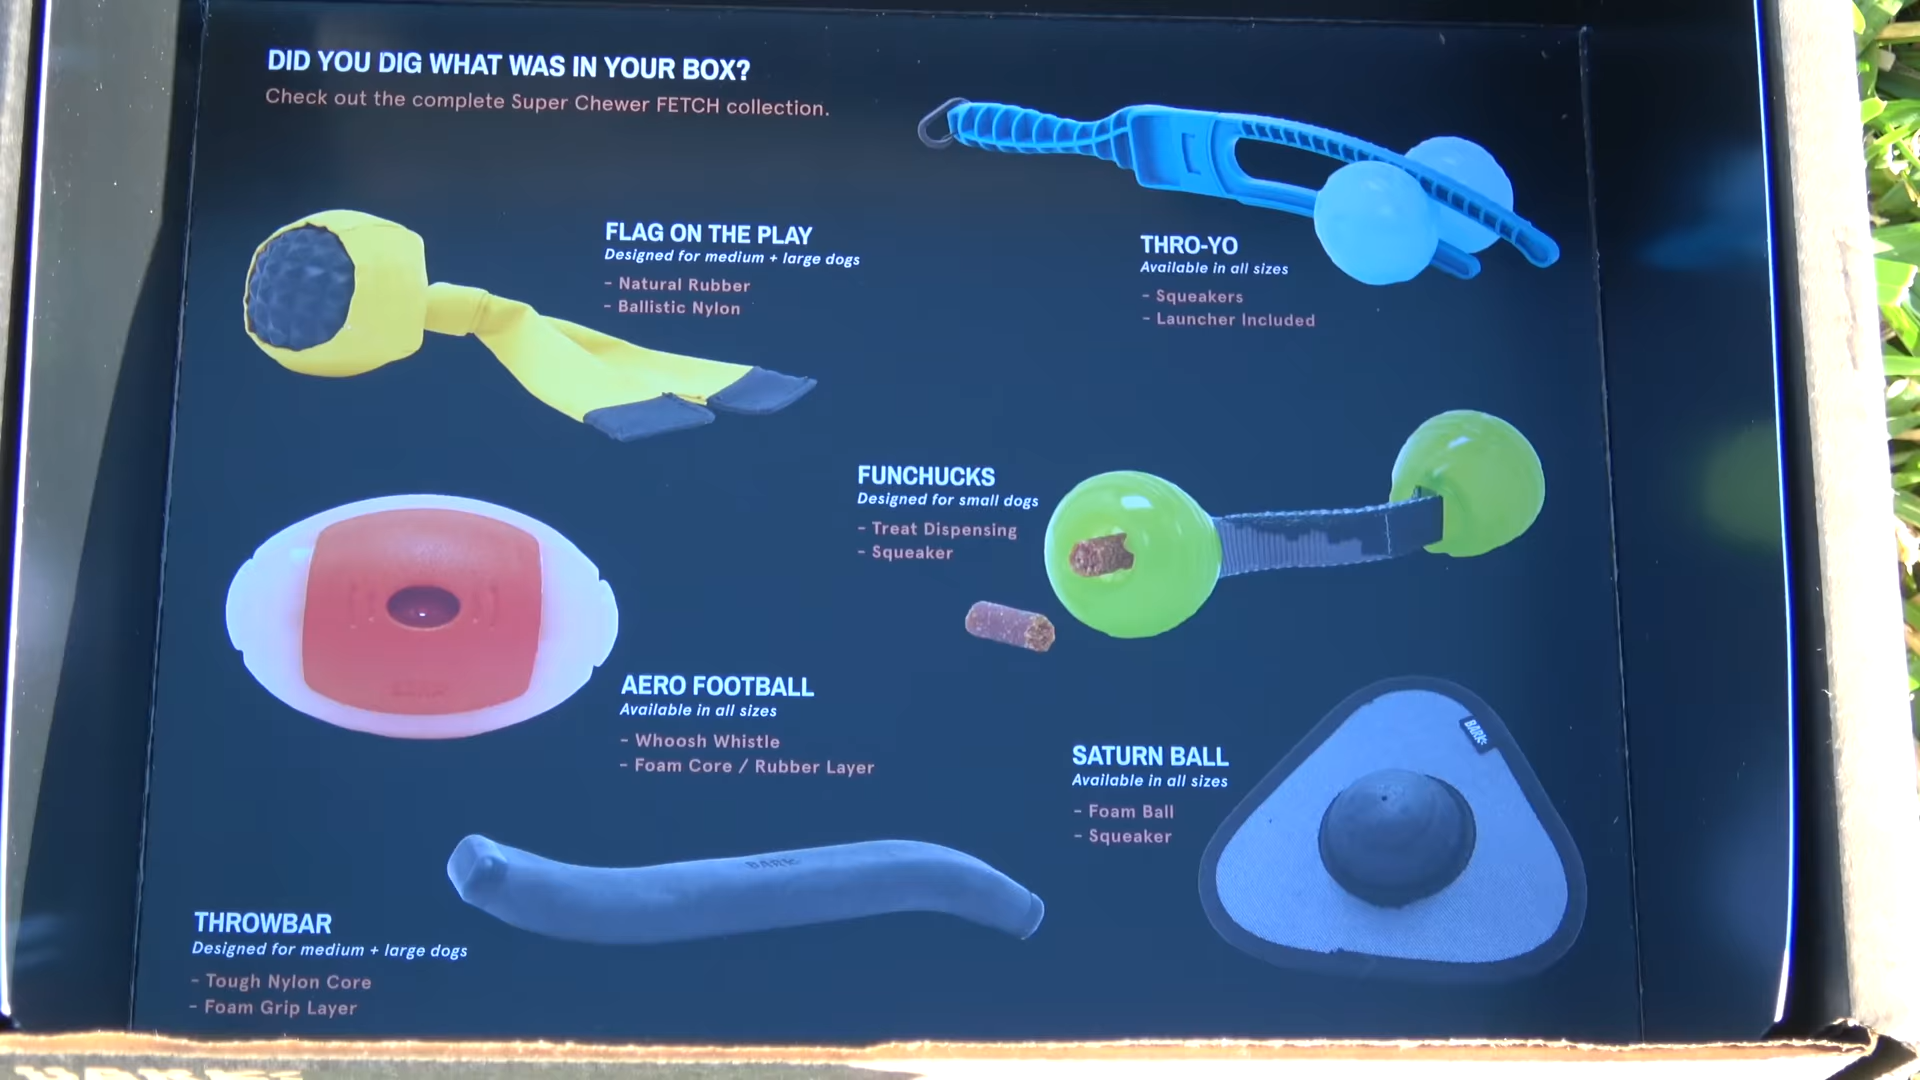 DID YOU DIG WHAT WAS IN YOUR BOX?
Check out the complete Super Chewer FETCH collection.
FLAG ON THE PLAY
Designed for medium + large dogs
- Natural Rubber
- Ballistic Nylon
THRO-YO
Available in all sizes
- Squeakers
- Launcher Included
FUNCHUCKS
Designed for small dogs
- Treat Dispensing
- Squeaker
AERO FOOTBALL
Available in all sizes
- Whoosh Whistle
- Foam Core / Rubber Layer
SATURN BALL
Available in all sizes
- Foam Ball
- Squeaker
BARK
BARK
THROWBAR
Designed for medium + large dogs
- Tough Nylon Core
- Foam Grip Layer